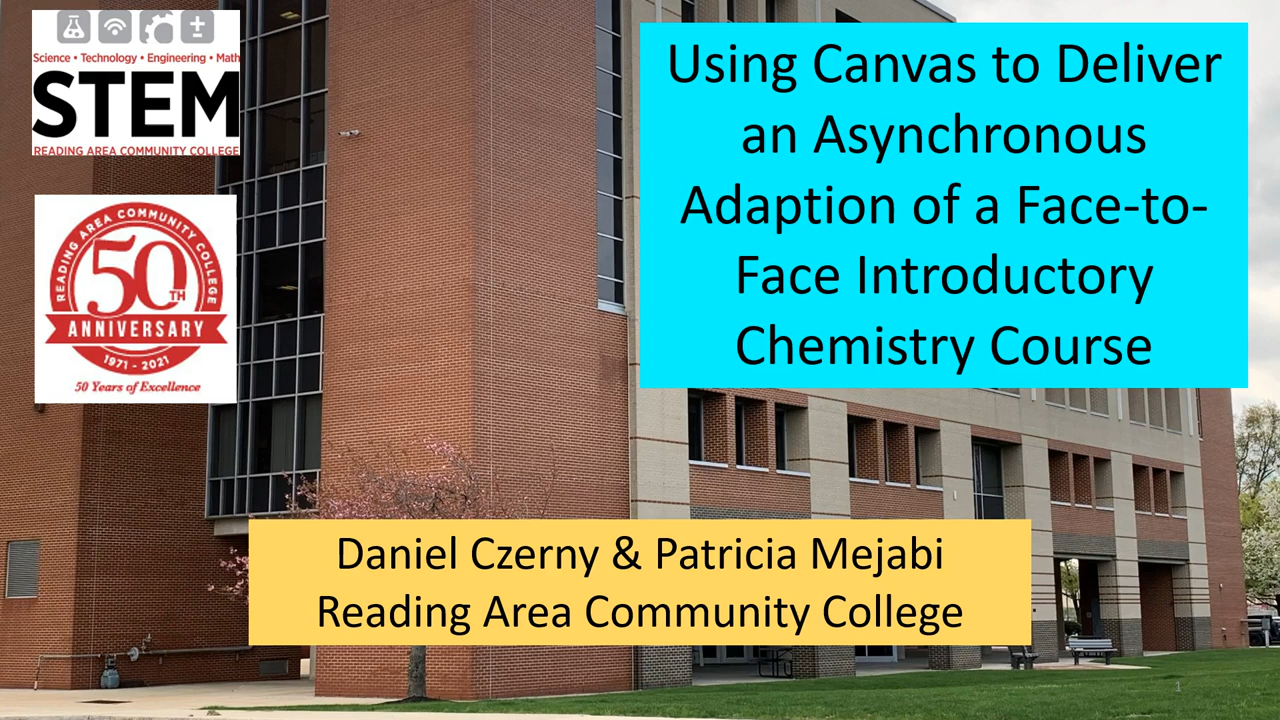 Science • Technology • Engineering • Math
STEM
READING AREA COMMUNITY COLLEGE
READING AREA COMMUNITY COLLEGE
50TH
ANNIVERSARY
1971 - 2021
50 Years of Excellence
Using Canvas to Deliver
an Asynchronous
Adaption of a Face-to-
Face Introductory
Chemistry Course
Daniel Czerny & Patricia Mejabi
Reading Area Community College